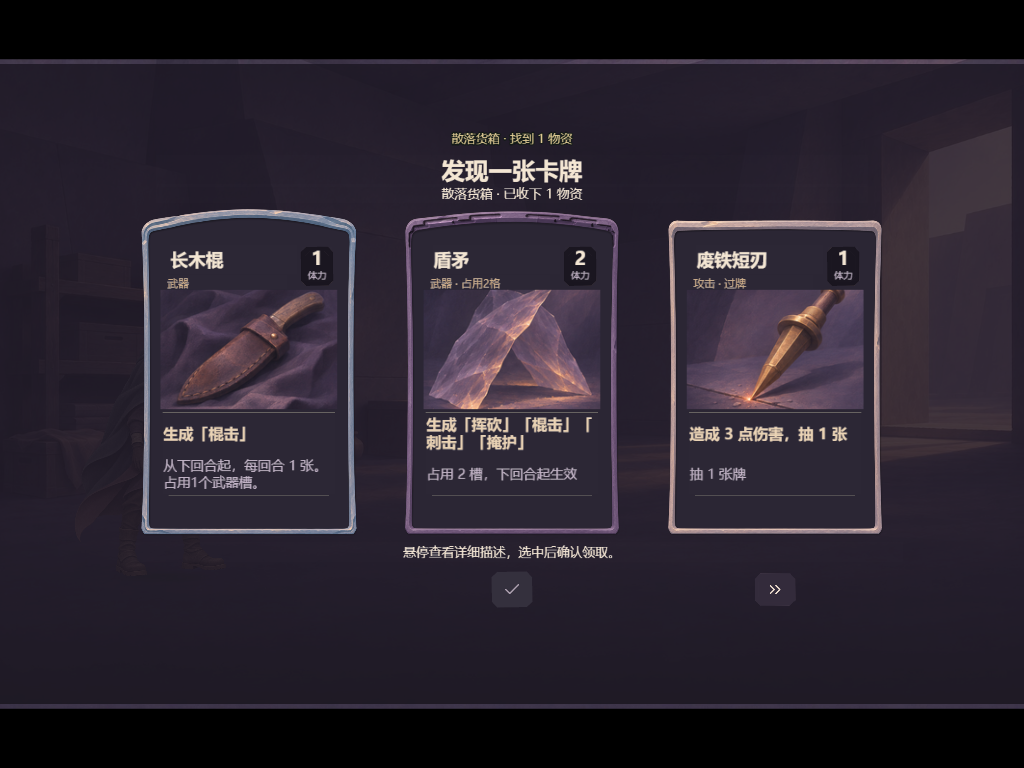 散落货箱 · 找到 1 物资
发现一张卡牌
散落货箱 · 已收下 1 物资
长木棍
1
体力
武器
生成「棍击」
从下回合起，每回合 1 张。
占用1个武器槽。
盾矛
2
体力
武器 · 占用2格
生成「挥砍」「棍击」「
刺击」「掩护」
占用 2 槽，下回合起生效
废铁短刃
1
体力
攻击 · 过牌
造成 3 点伤害，抽 1 张
抽 1 张牌
悬停查看详细描述，选中后确认领取。